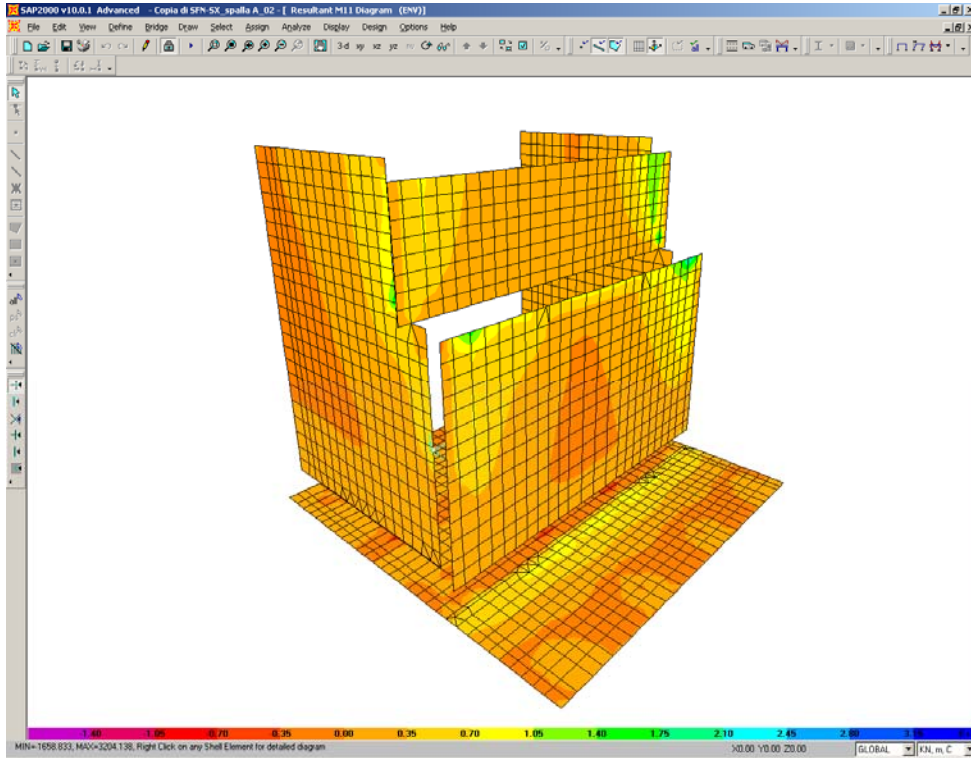 SAP2000 v10.0.1 Advanced - Copia di SFN-SX_spalla A_02 - [ Resultant M11 Diagram (ENV)]
File Edit View Define Bridge Draw Select Assign Analyze Display Design Options Help
3-d xy xz yz
all
-1.40 -1.05 -0.70 -0.35 0.00 0.35 0.70 1.05 1.40 1.75 2.10 2.45 2.80
MIN=-1658.833, MAX=3204.138, Right Click on any Shell Element for detailed diagram X0.00 Y0.00 Z0.00 GLOBAL KN, m, C